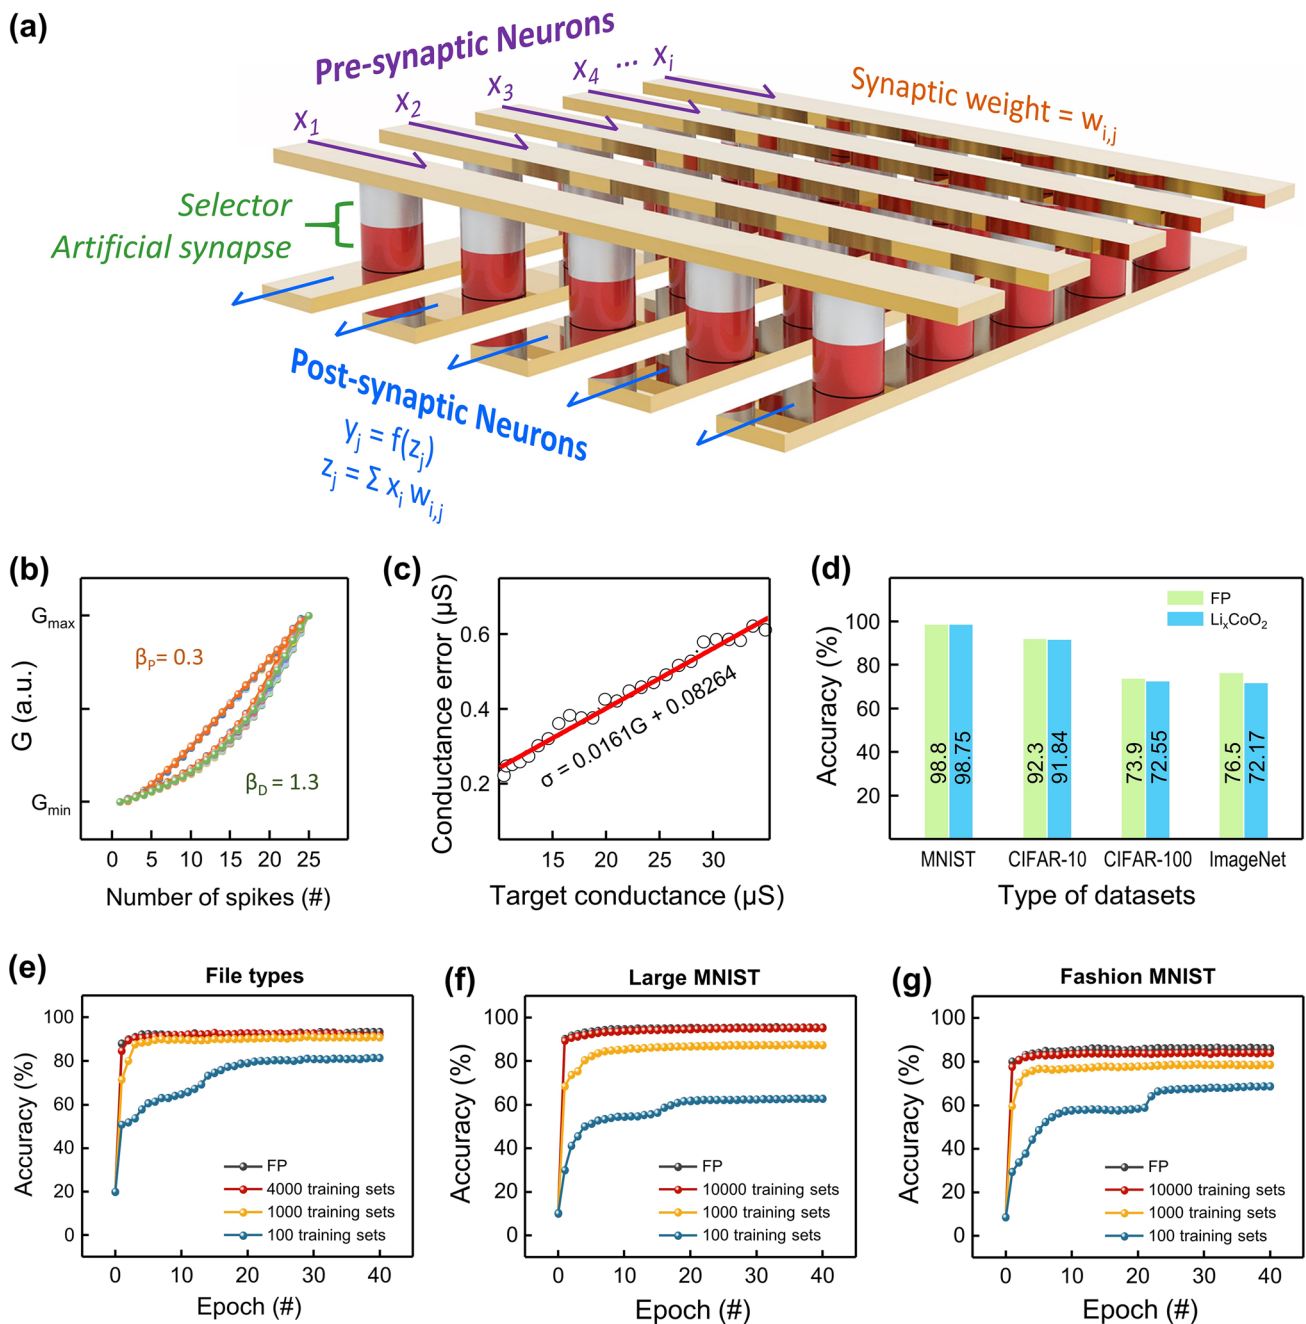 (a)
Pre-synaptic Neurons
x1 x2 x3 x4 ... xi
Synaptic weight = wi,j
Selector
Artificial synapse
Post-synaptic Neurons
yj = f(zj)
zj = Σ xi wi,j
(b)
G (a.u.)
Gmax
Gmin
βP= 0.3
βD = 1.3
0 5 10 15 20 25
Number of spikes (#)
(c)
Conductance error (μS)
0.6
0.4
0.2
σ = 0.0161G + 0.08264
15 20 25 30
Target conductance (μS)
(d)
Accuracy (%)
100
80
60
40
20
FP
LixCoO2
98.8
98.75
92.3
91.84
73.9
72.55
76.5
72.17
MNIST CIFAR-10 CIFAR-100 ImageNet
Type of datasets
(e)
File types
Accuracy (%)
100
80
60
40
20
0
FP
4000 training sets
1000 training sets
100 training sets
0 10 20 30 40
Epoch (#)
(f)
Large MNIST
Accuracy (%)
100
80
60
40
20
0
FP
10000 training sets
1000 training sets
100 training sets
0 10 20 30 40
Epoch (#)
(g)
Fashion MNIST
Accuracy (%)
100
80
60
40
20
0
FP
10000 training sets
1000 training sets
100 training sets
0 10 20 30 40
Epoch (#)